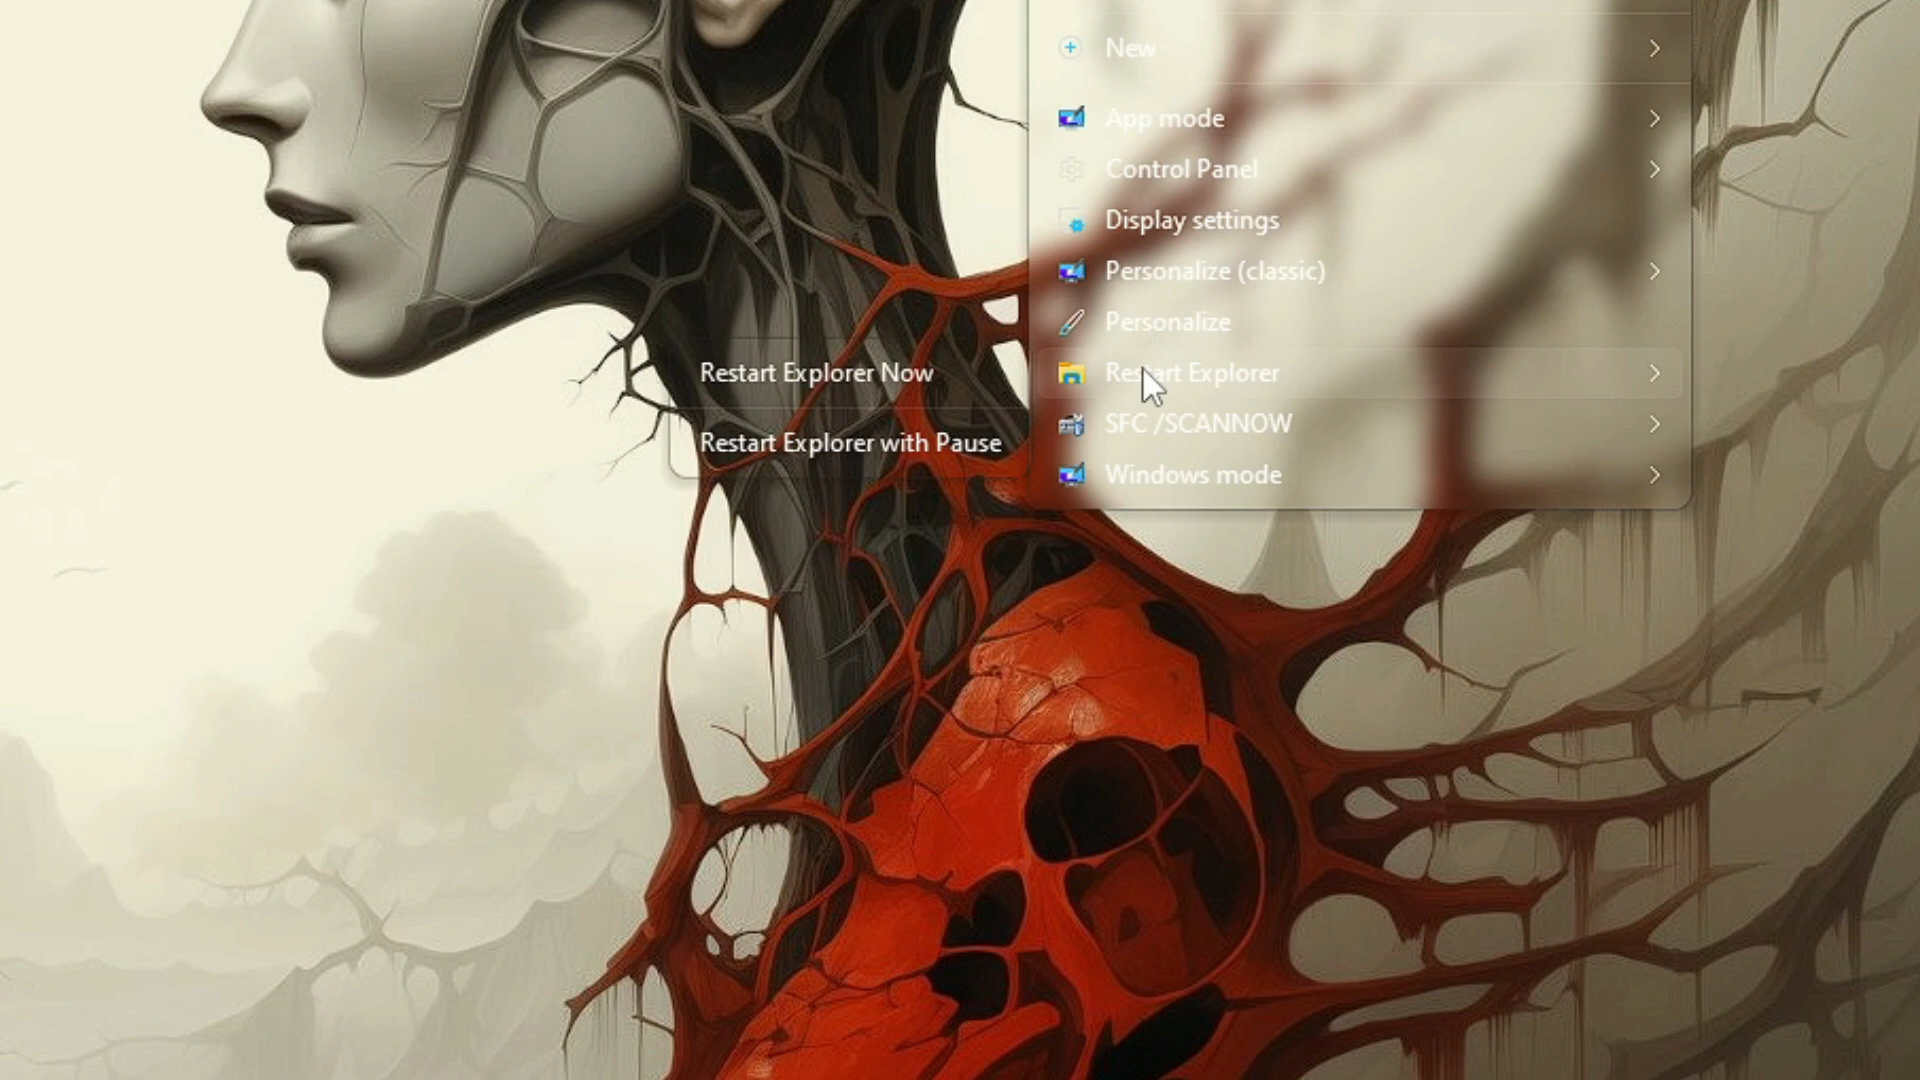 New
App mode
Control Panel
Display settings
Personalize (classic)
Personalize
Restart Explorer
SFC /SCANNOW
Windows mode
Restart Explorer Now
Restart Explorer with Pause